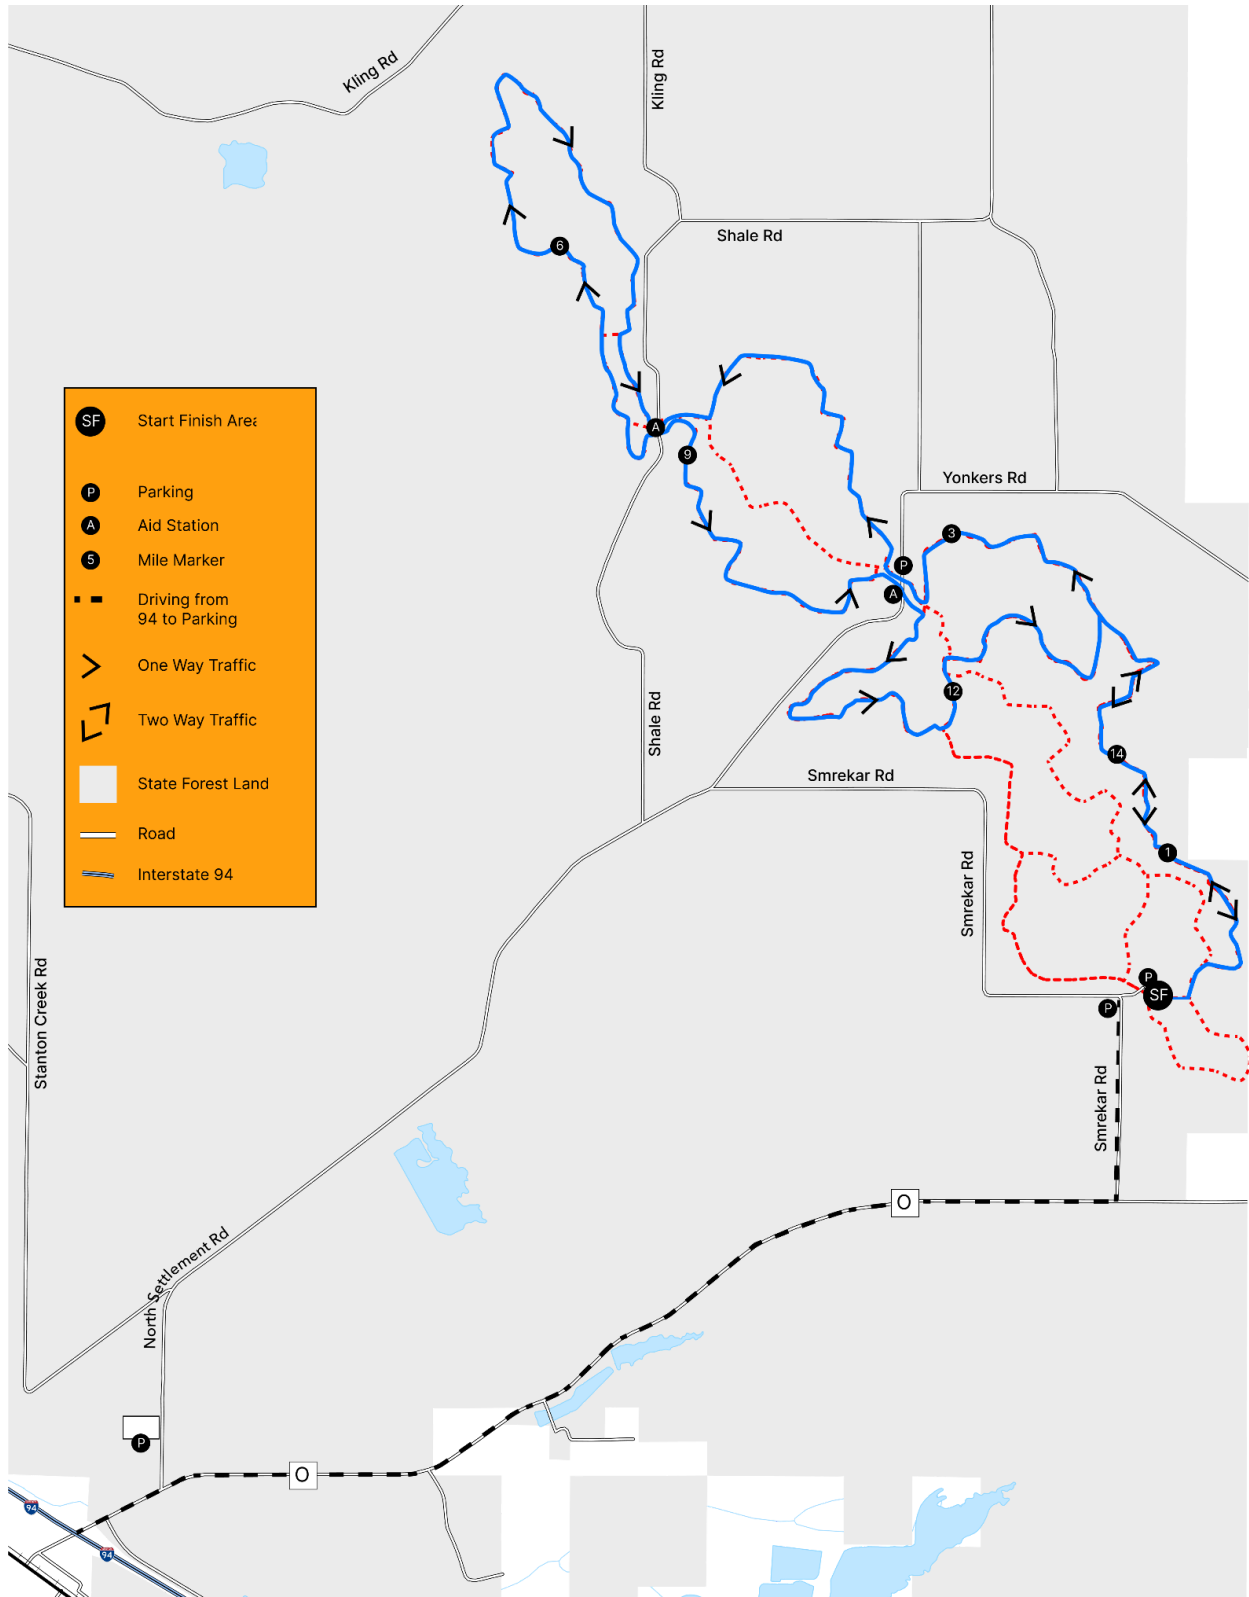 Kling Rd
Kling Rd
Shale Rd
6
A
9
Yonkers Rd
3
P
A
SF
Start Finish Area
P
Parking
A
Aid Station
5
Mile Marker
Driving from
94 to Parking
One Way Traffic
Two Way Traffic
State Forest Land
Road
Interstate 94
12
Shale Rd
14
Smrekar Rd
1
Smrekar Rd
Stanton Creek Rd
P
SF
P
Smrekar Rd
O
North Settlement Rd
P
O
94
94